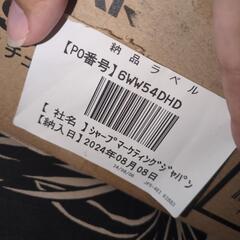 納品ラベル
【PO番号】6WW54DHD
【 社名 】シャープマーケティングジャパン
【納入日】2024年08月08日